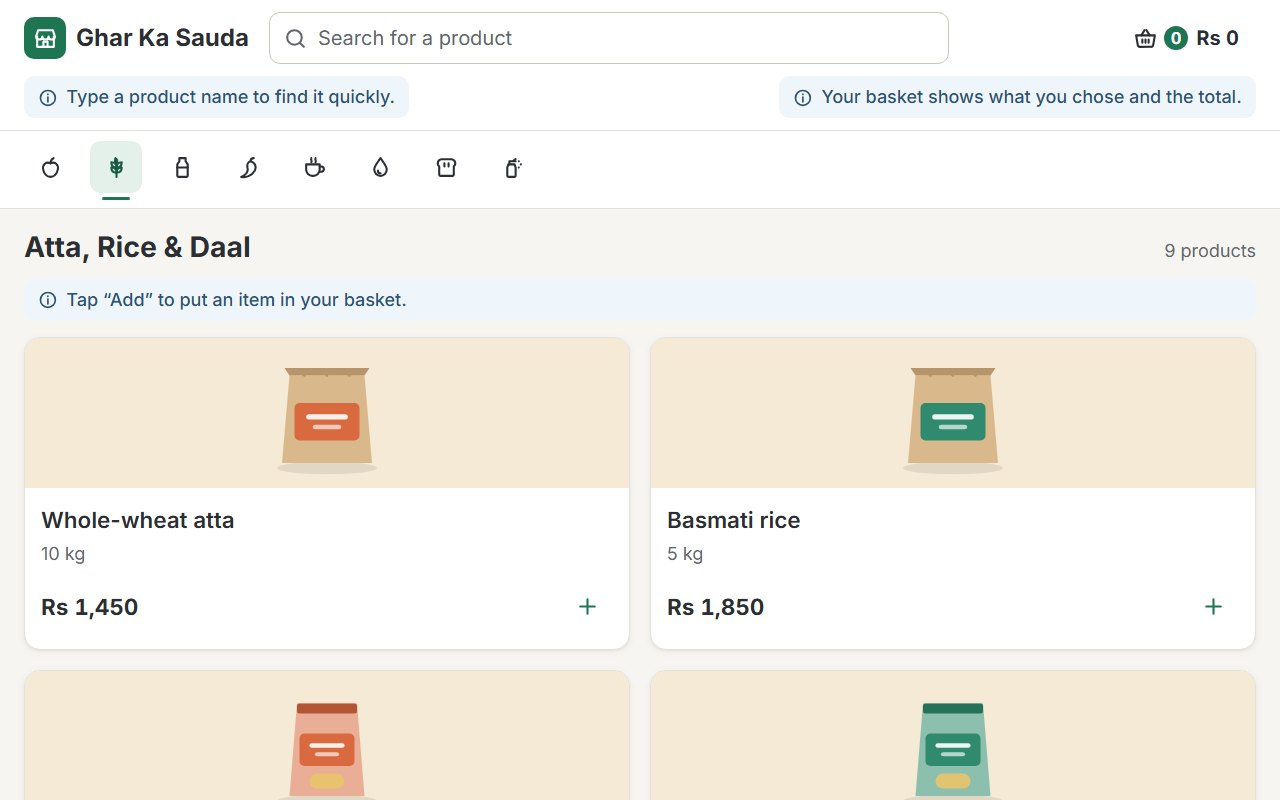 Ghar Ka Sauda
Search for a product
0 Rs 0
Type a product name to find it quickly.
Your basket shows what you chose and the total.
Atta, Rice & Daal
9 products
Tap “Add” to put an item in your basket.
Whole-wheat atta
10 kg
Rs 1,450
Basmati rice
5 kg
Rs 1,850